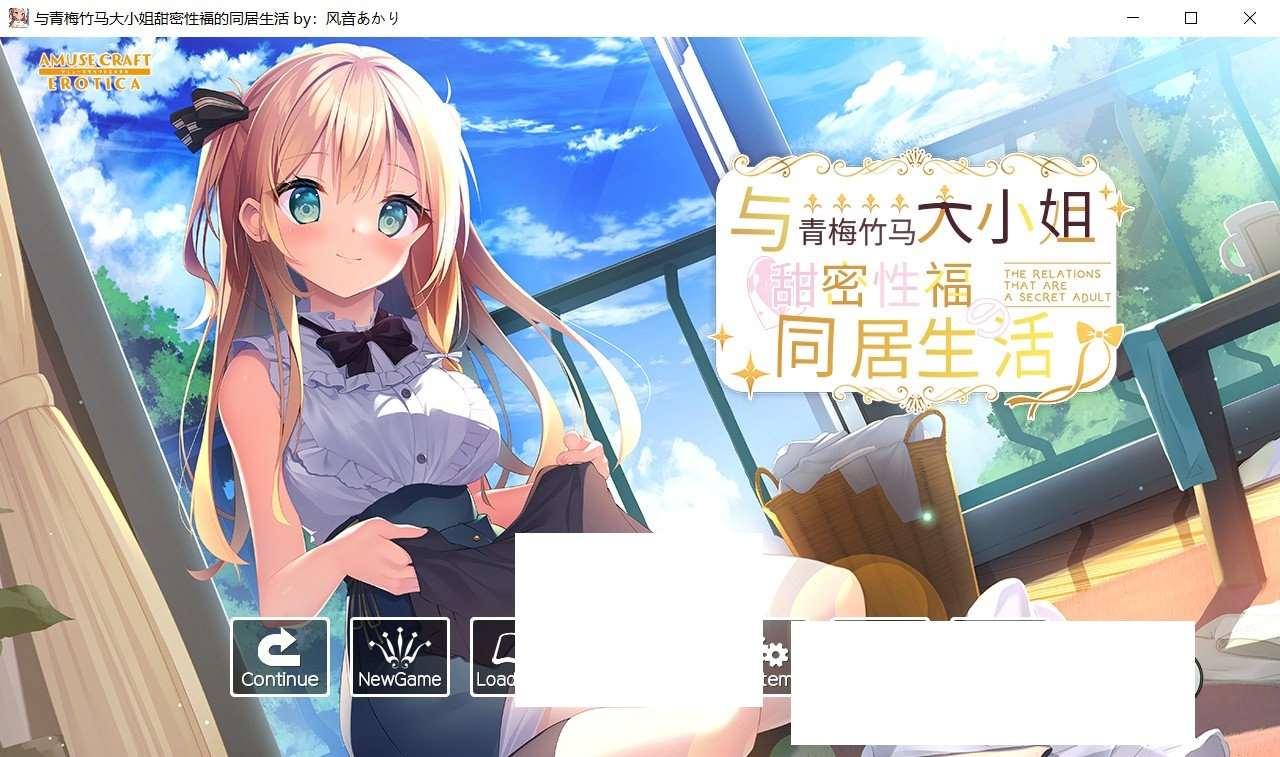 与青梅竹马大小姐甜密性福的同居生活 by：风音あかり
AMUSE CRAFT
EROTICA
与青梅竹马大小姐
甜密性福の
THE RELATIONS
THAT ARE
A SECRET ADULT
同居生活
Continue
NewGame
Load